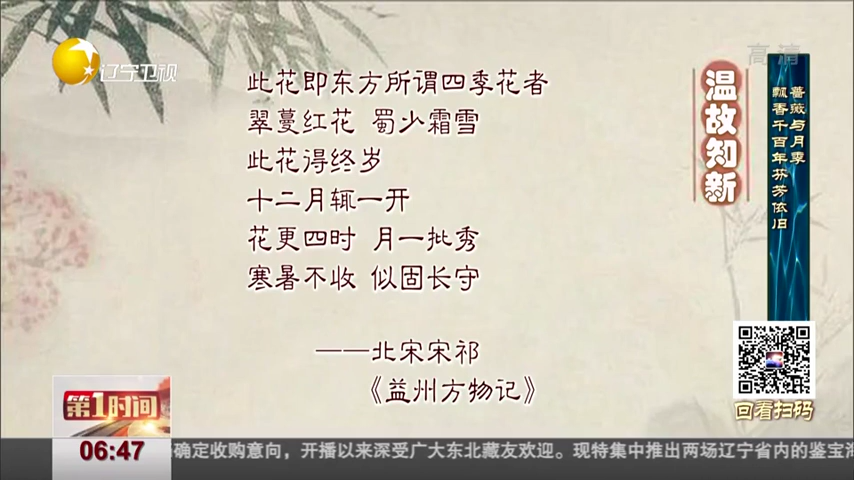 辽宁卫视
高清
此花即东方所谓四季花者
翠蔓红花 蜀少霜雪
此花得终岁
十二月辄一开
花更四时 月一批秀
寒暑不收 似固长守
——北宋宋祁
《益州方物记》
温故知新
蔷薇与月季
飘香千百年芬芳依旧
回看扫码
第1时间
06:47
确定收购意向，开播以来深受广大东北藏友欢迎。现特集中推出两场辽宁省内的鉴宝海